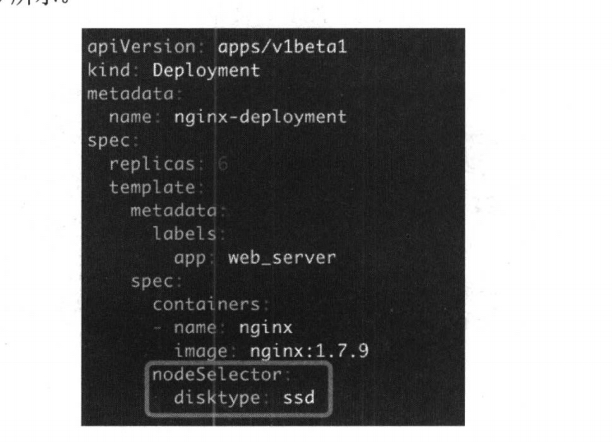 所示。
apiVersion: apps/v1beta1
kind: Deployment
metadata:
  name: nginx-deployment
spec:
  replicas: 6
  template:
    metadata:
      labels:
        app: web_server
    spec:
      containers:
      - name: nginx
        image: nginx:1.7.9
      nodeSelector:
        disktype: ssd